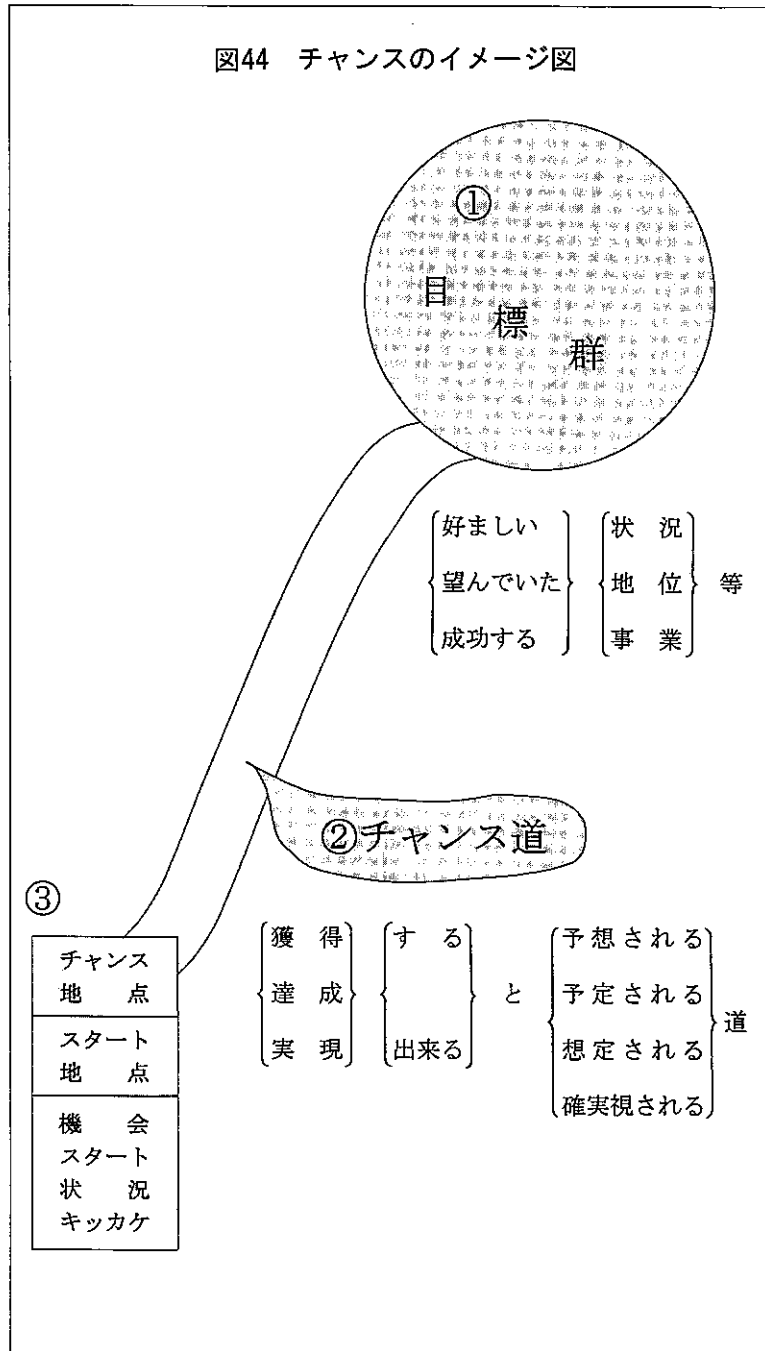 図44 チャンスのイメージ図
①
目標群
好ましい 状況
望んでいた 地位 等
成功する 事業
②チャンス道
③
獲得 する と 予想される
達成 予定される 道
実現 出来る 想定される
確実視される
チャンス
地点
スタート
地点
機会
スタート
状況
キッカケ